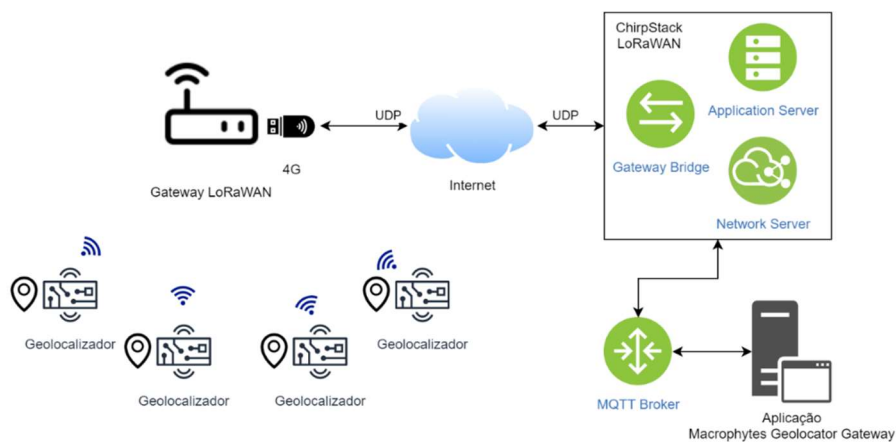 ChirpStack
LoRaWAN
Application Server
Gateway Bridge
Network Server
UDP
UDP
4G
Gateway LoRaWAN
Internet
Geolocalizador
Geolocalizador
Geolocalizador
Geolocalizador
MQTT Broker
Aplicação
Macrophytes Geolocator Gateway